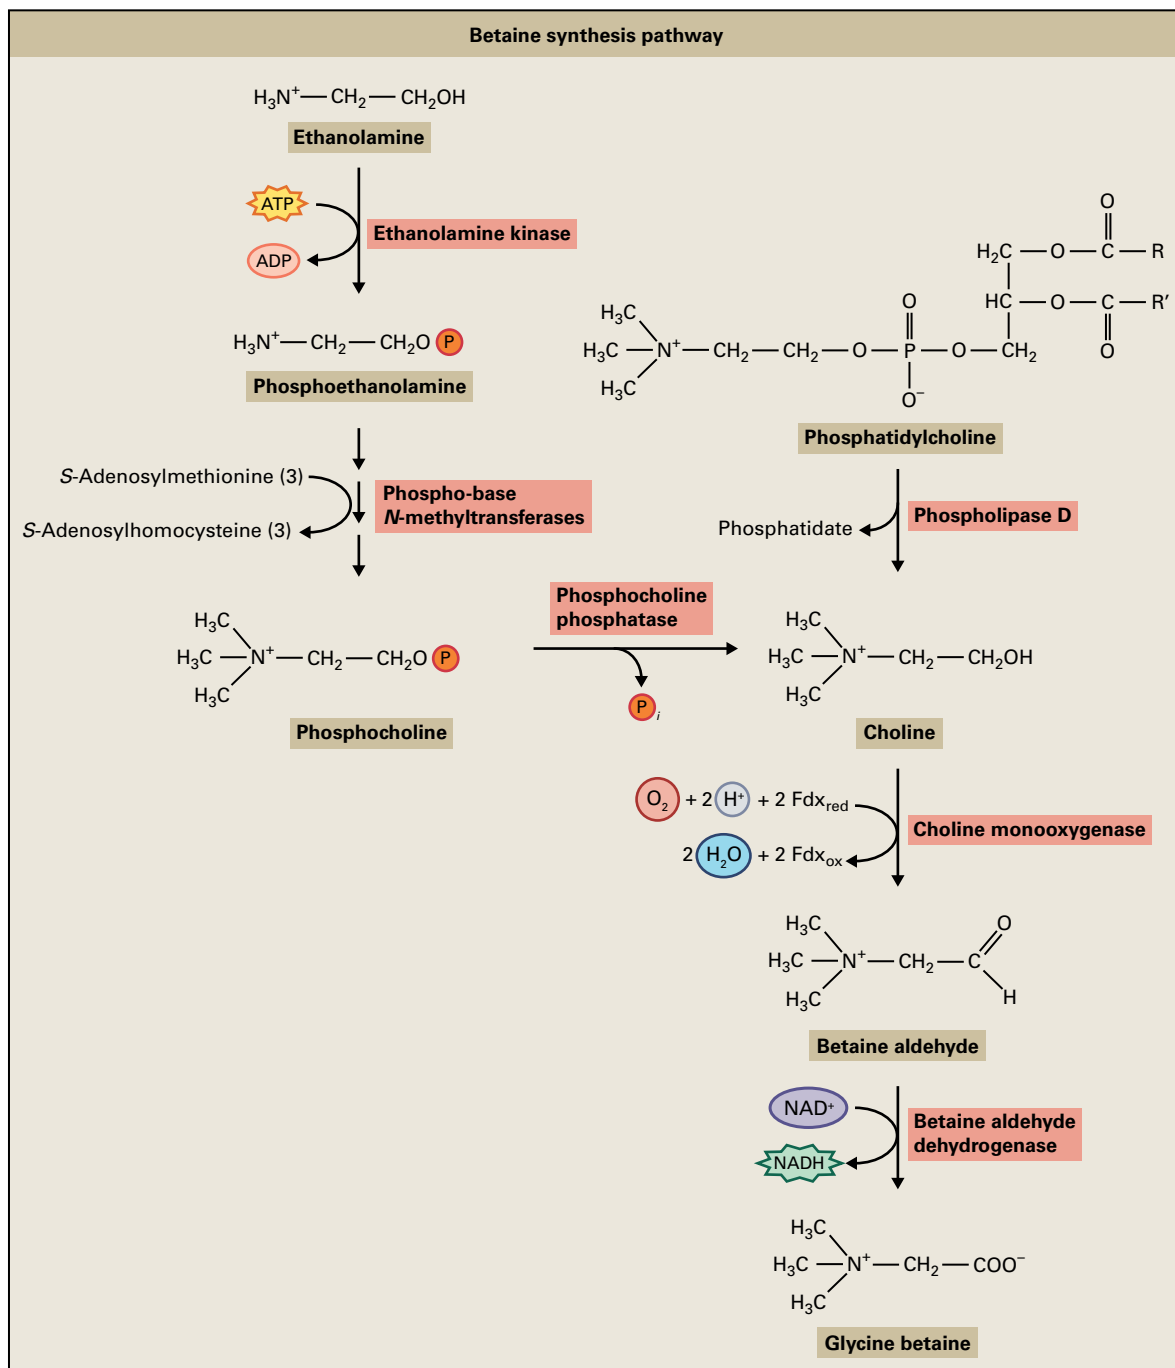 Betaine synthesis pathway
H₃N⁺—CH₂—CH₂OH
Ethanolamine
ATP
ADP
Ethanolamine kinase
H₃N⁺—CH₂—CH₂O P
Phosphoethanolamine
S-Adenosylmethionine (3)
S-Adenosylhomocysteine (3)
Phospho-base
N-methyltransferases
H₃C
H₃C—N⁺—CH₂—CH₂O P
H₃C
Phosphocholine
Phosphocholine
phosphatase
P i
O
H₂C—O—C—R
HC—O—C—R'
O
O
H₃C
H₃C—N⁺—CH₂—CH₂—O—P—O—CH₂
H₃C
O⁻
Phosphatidylcholine
Phosphatidate
Phospholipase D
H₃C
H₃C—N⁺—CH₂—CH₂OH
H₃C
Choline
O₂ + 2 H⁺ + 2 Fdxred
2 H₂O + 2 Fdxox
Choline monooxygenase
H₃C
O
H₃C—N⁺—CH₂—C
H₃C
H
Betaine aldehyde
NAD⁺
NADH
Betaine aldehyde
dehydrogenase
H₃C
H₃C—N⁺—CH₂—COO⁻
H₃C
Glycine betaine